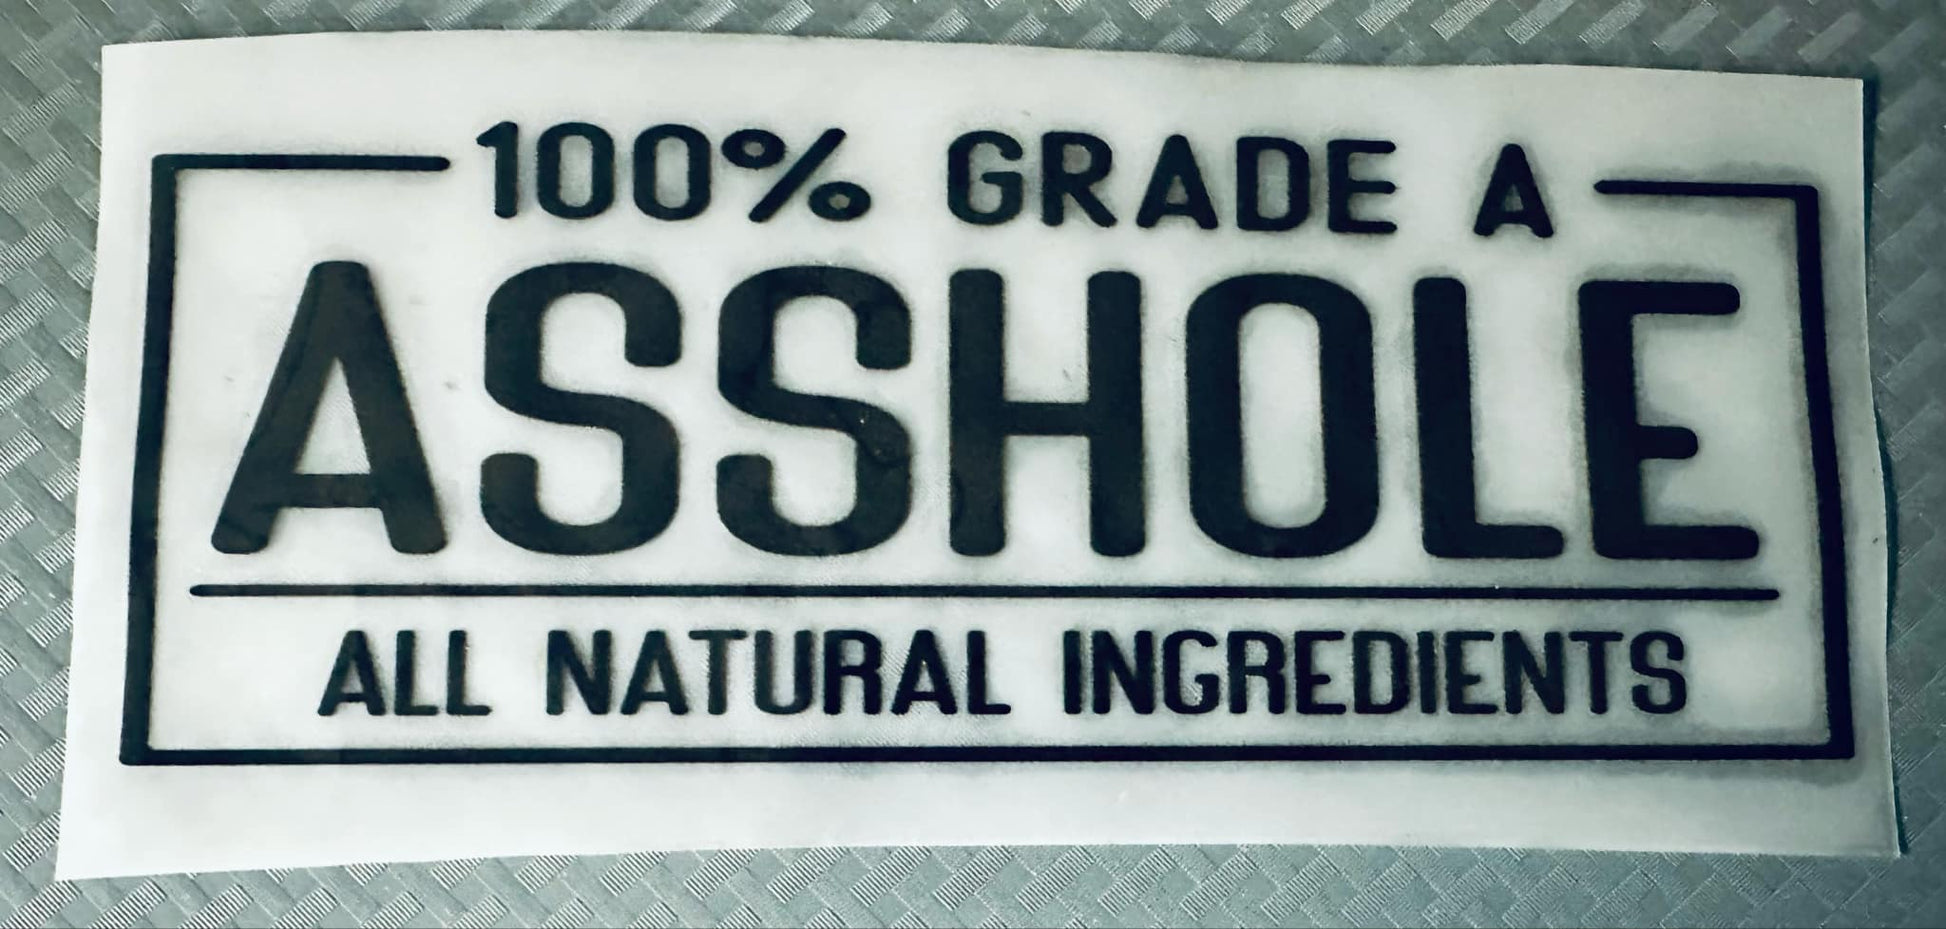 100% GRADE A
ASSHOLE
ALL NATURAL INGREDIENTS